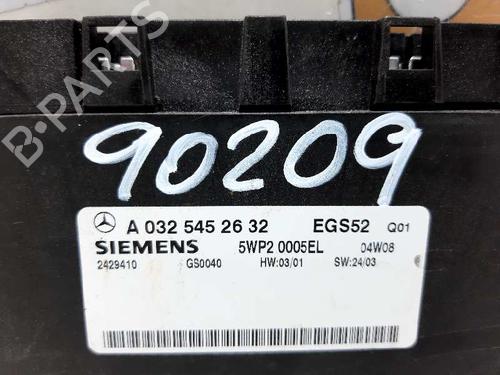 B-PARTS
90209
A 032 545 26 32 EGS52 Q01
SIEMENS 5WP2 0005EL 04W08
2429410 GS0040 HW:03/01 SW:24/03